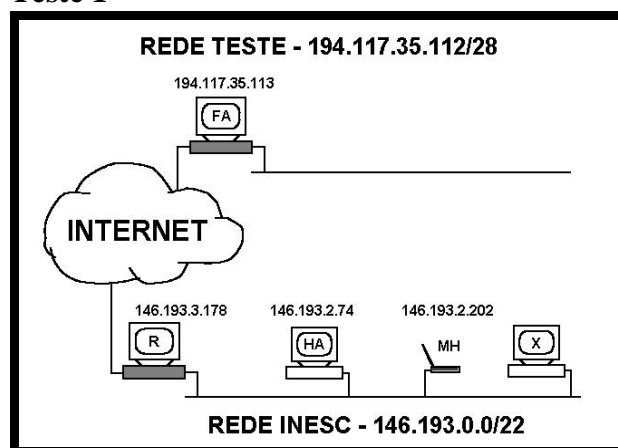 Teste 1
REDE TESTE - 194.117.35.112/28
194.117.35.113
FA
INTERNET
146.193.3.178
146.193.2.74
146.193.2.202
R
HA
MH
X
REDE INESC - 146.193.0.0/22